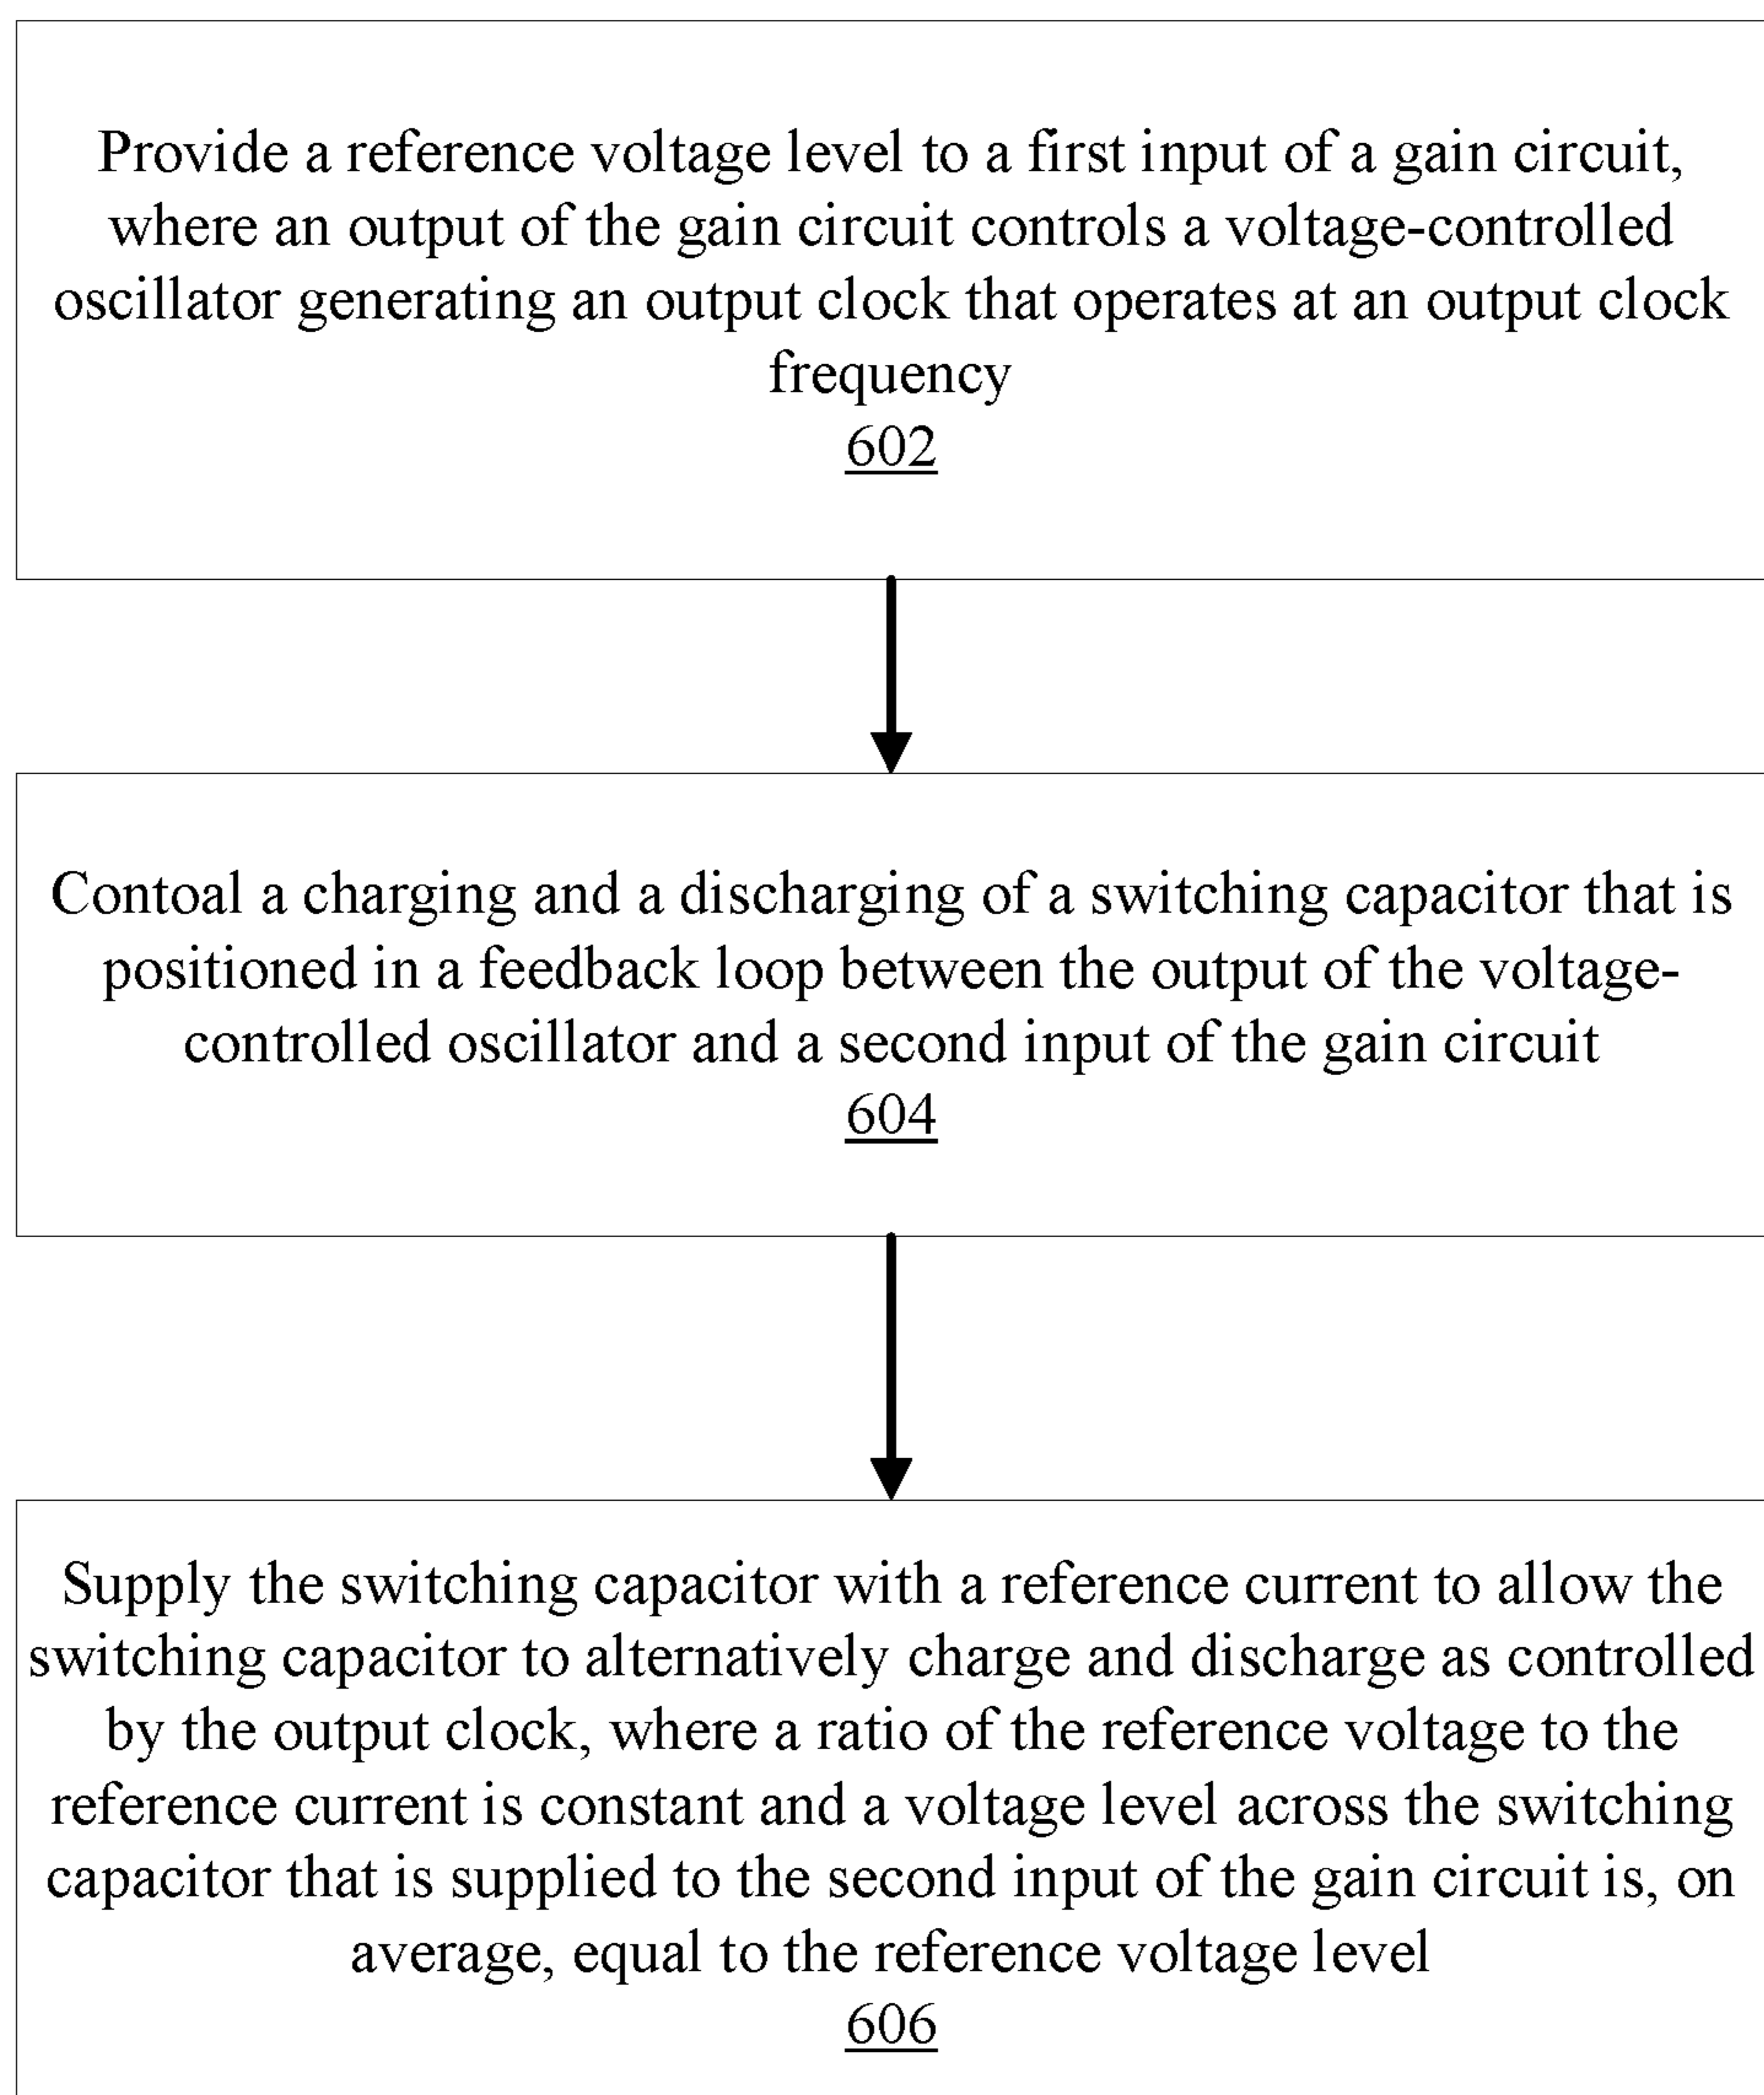 Provide a reference voltage level to a first input of a gain circuit,
where an output of the gain circuit controls a voltage-controlled
oscillator generating an output clock that operates at an output clock
frequency
602
Contoal a charging and a discharging of a switching capacitor that is
positioned in a feedback loop between the output of the voltage-
controlled oscillator and a second input of the gain circuit
604
Supply the switching capacitor with a reference current to allow the
switching capacitor to alternatively charge and discharge as controlled
by the output clock, where a ratio of the reference voltage to the
reference current is constant and a voltage level across the switching
capacitor that is supplied to the second input of the gain circuit is, on
average, equal to the reference voltage level
606